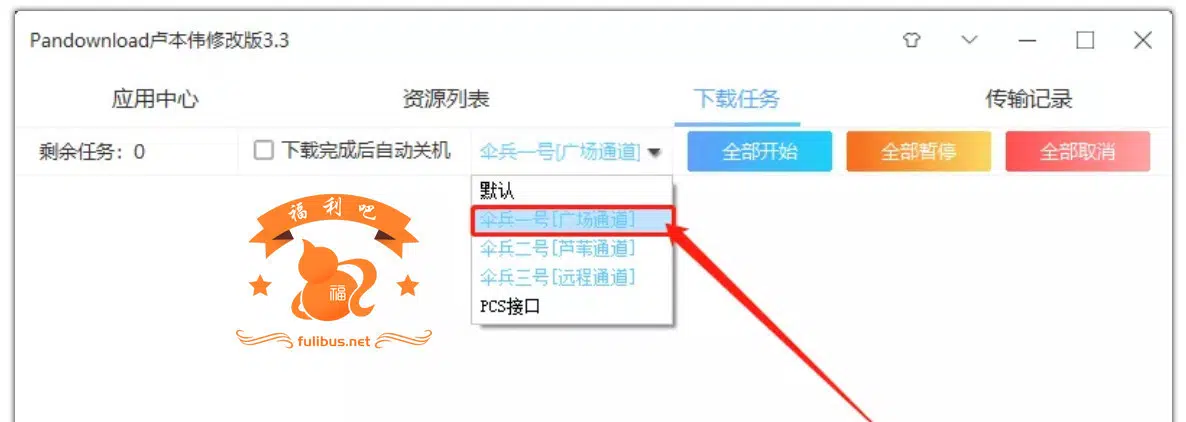 Pandownload卢本伟修改版3.3
应用中心 资源列表 下载任务 传输记录
剩余任务：0 下载完成后自动关机 伞兵一号[广场通道] 全部开始 全部暂停 全部取消
默认
伞兵一号[广场通道]
伞兵二号[芦苇通道]
伞兵三号[远程通道]
PCS接口
福利吧
福
fulibus.net